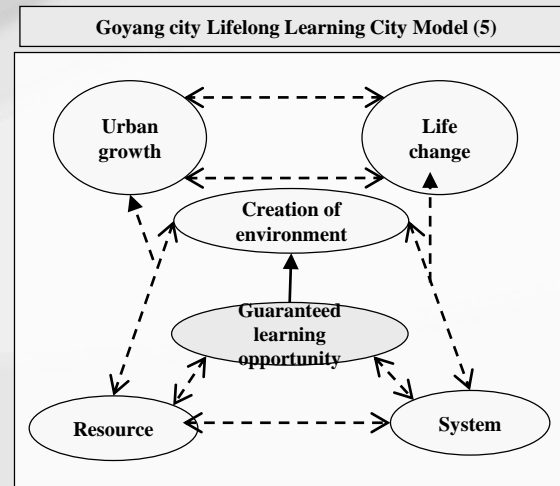 Goyang city Lifelong Learning City Model (5)
Urban
growth
Life
change
Creation of
environment
Guaranteed
learning
opportunity
Resource
System